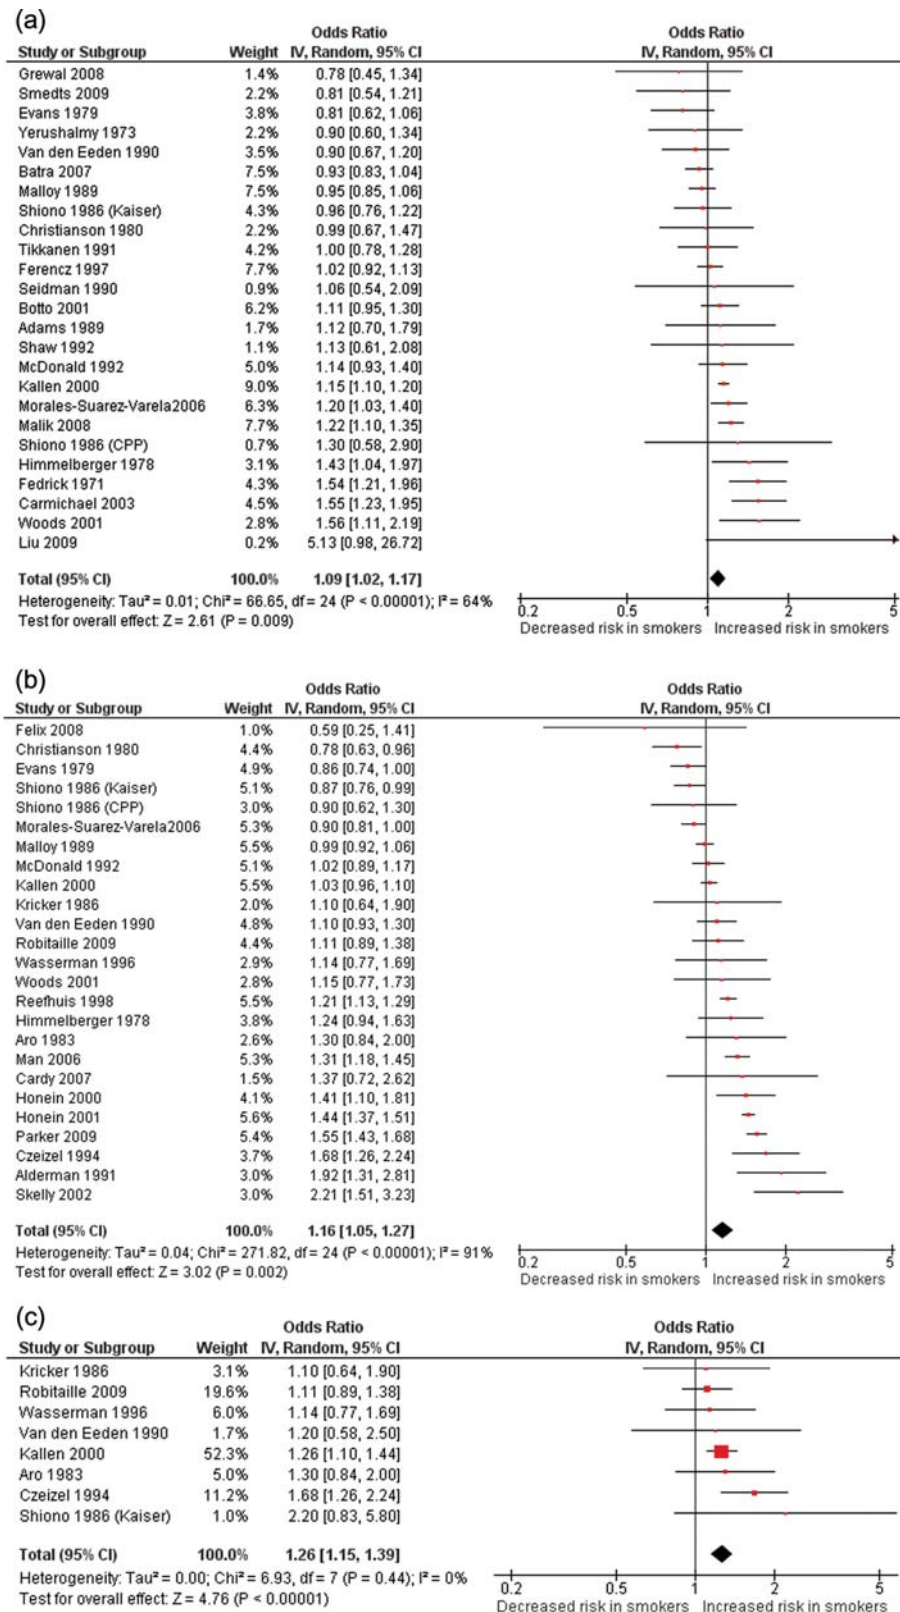 (a)
Odds Ratio Odds Ratio
Study or Subgroup Weight IV, Random, 95% CI IV, Random, 95% CI
Grewal 2008 1.4% 0.78 [0.45, 1.34]
Smedts 2009 2.2% 0.81 [0.54, 1.21]
Evans 1979 3.8% 0.81 [0.62, 1.06]
Yerushalmy 1973 2.2% 0.90 [0.60, 1.34]
Van den Eeden 1990 3.5% 0.90 [0.67, 1.20]
Batra 2007 7.5% 0.93 [0.83, 1.04]
Malloy 1989 7.5% 0.95 [0.85, 1.06]
Shiono 1986 (Kaiser) 4.3% 0.96 [0.76, 1.22]
Christianson 1980 2.2% 0.99 [0.67, 1.47]
Tikkanen 1991 4.2% 1.00 [0.78, 1.28]
Ferencz 1997 7.7% 1.02 [0.92, 1.13]
Seidman 1990 0.9% 1.06 [0.54, 2.09]
Botto 2001 6.2% 1.11 [0.95, 1.30]
Adams 1989 1.7% 1.12 [0.70, 1.79]
Shaw 1992 1.1% 1.13 [0.61, 2.08]
McDonald 1992 5.0% 1.14 [0.93, 1.40]
Kallen 2000 9.0% 1.15 [1.10, 1.20]
Morales-Suarez-Varela2006 6.3% 1.20 [1.03, 1.40]
Malik 2008 7.7% 1.22 [1.10, 1.35]
Shiono 1986 (CPP) 0.7% 1.30 [0.58, 2.90]
Himmelberger 1978 3.1% 1.43 [1.04, 1.97]
Fedrick 1971 4.3% 1.54 [1.21, 1.96]
Carmichael 2003 4.5% 1.55 [1.23, 1.95]
Woods 2001 2.8% 1.56 [1.11, 2.19]
Liu 2009 0.2% 5.13 [0.98, 26.72]
Total (95% CI) 100.0% 1.09 [1.02, 1.17]
Heterogeneity: Tau² = 0.01; Chi² = 66.65, df = 24 (P < 0.00001); I² = 64%
Test for overall effect: Z = 2.61 (P = 0.009)
0.2 0.5 1 2 5
Decreased risk in smokers Increased risk in smokers
(b)
Odds Ratio Odds Ratio
Study or Subgroup Weight IV, Random, 95% CI IV, Random, 95% CI
Felix 2008 1.0% 0.59 [0.25, 1.41]
Christianson 1980 4.4% 0.78 [0.63, 0.96]
Evans 1979 4.9% 0.86 [0.74, 1.00]
Shiono 1986 (Kaiser) 5.1% 0.87 [0.76, 0.99]
Shiono 1986 (CPP) 3.0% 0.90 [0.62, 1.30]
Morales-Suarez-Varela2006 5.3% 0.90 [0.81, 1.00]
Malloy 1989 5.5% 0.99 [0.92, 1.06]
McDonald 1992 5.1% 1.02 [0.89, 1.17]
Kallen 2000 5.5% 1.03 [0.96, 1.10]
Kricker 1986 2.0% 1.10 [0.64, 1.90]
Van den Eeden 1990 4.8% 1.10 [0.93, 1.30]
Robitaille 2009 4.4% 1.11 [0.89, 1.38]
Wasserman 1996 2.9% 1.14 [0.77, 1.69]
Woods 2001 2.8% 1.15 [0.77, 1.73]
Reefhuis 1998 5.5% 1.21 [1.13, 1.29]
Himmelberger 1978 3.8% 1.24 [0.94, 1.63]
Aro 1983 2.6% 1.30 [0.84, 2.00]
Man 2006 5.3% 1.31 [1.18, 1.45]
Cardy 2007 1.5% 1.37 [0.72, 2.62]
Honein 2000 4.1% 1.41 [1.10, 1.81]
Honein 2001 5.6% 1.44 [1.37, 1.51]
Parker 2009 5.4% 1.55 [1.43, 1.68]
Czeizel 1994 3.7% 1.68 [1.26, 2.24]
Alderman 1991 3.0% 1.92 [1.31, 2.81]
Skelly 2002 3.0% 2.21 [1.51, 3.23]
Total (95% CI) 100.0% 1.16 [1.05, 1.27]
Heterogeneity: Tau² = 0.04; Chi² = 271.82, df = 24 (P < 0.00001); I² = 91%
Test for overall effect: Z = 3.02 (P = 0.002)
0.2 0.5 1 2 5
Decreased risk in smokers Increased risk in smokers
(c)
Odds Ratio Odds Ratio
Study or Subgroup Weight IV, Random, 95% CI IV, Random, 95% CI
Kricker 1986 3.1% 1.10 [0.64, 1.90]
Robitaille 2009 19.6% 1.11 [0.89, 1.38]
Wasserman 1996 6.0% 1.14 [0.77, 1.69]
Van den Eeden 1990 1.7% 1.20 [0.58, 2.50]
Kallen 2000 52.3% 1.26 [1.10, 1.44]
Aro 1983 5.0% 1.30 [0.84, 2.00]
Czeizel 1994 11.2% 1.68 [1.26, 2.24]
Shiono 1986 (Kaiser) 1.0% 2.20 [0.83, 5.80]
Total (95% CI) 100.0% 1.26 [1.15, 1.39]
Heterogeneity: Tau² = 0.00; Chi² = 6.93, df = 7 (P = 0.44); I² = 0%
Test for overall effect: Z = 4.76 (P < 0.00001)
0.2 0.5 1 2 5
Decreased risk in smokers Increased risk in smokers